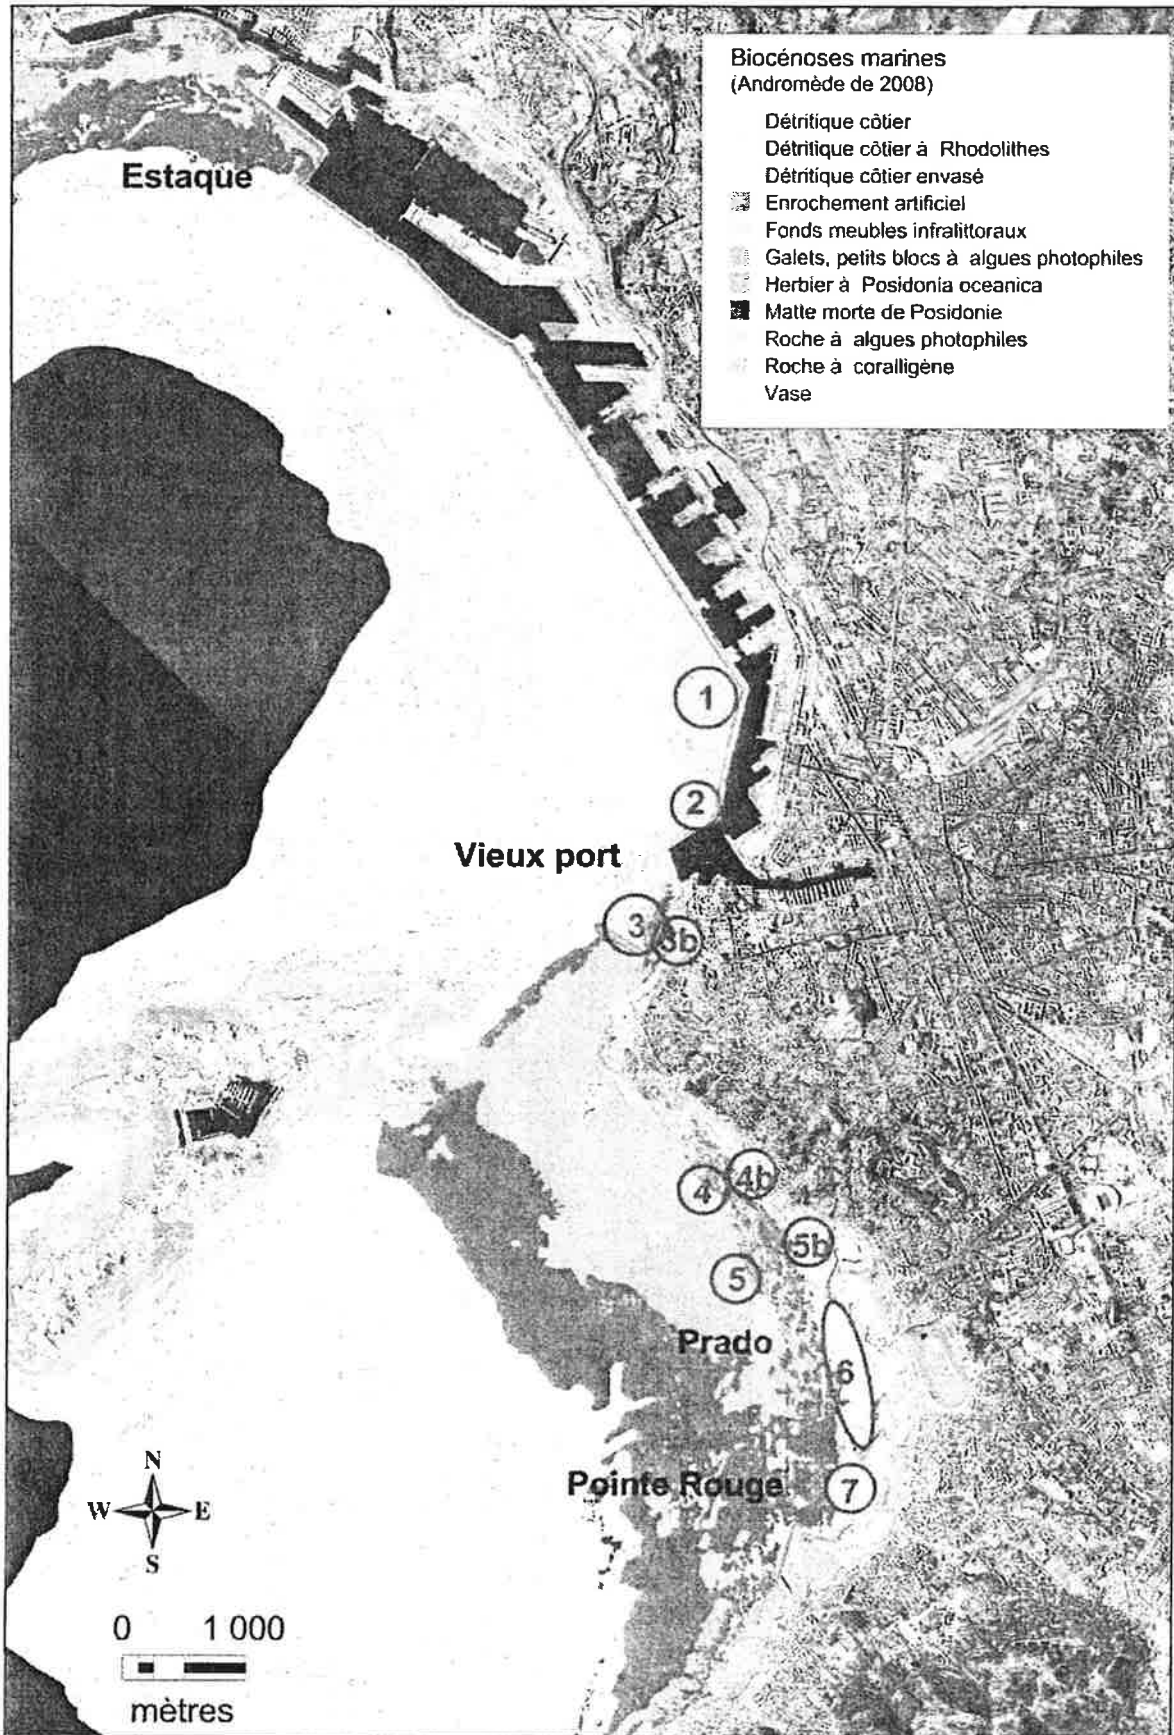 Biocénoses marines
(Andromède de 2008)
Détritique côtier
Détritique côtier à Rhodolithes
Détritique côtier envasé
Enrochement artificiel
Fonds meubles infralittoraux
Galets, petits blocs à algues photophiles
Herbier à Posidonia oceanica
Matte morte de Posidonie
Roche à algues photophiles
Roche à coralligène
Vase
Estaque
1
2
Vieux port
3
3b
4
4b
5b
5
Prado
6
Pointe Rouge
7
N
W E
S
0 1 000
mètres